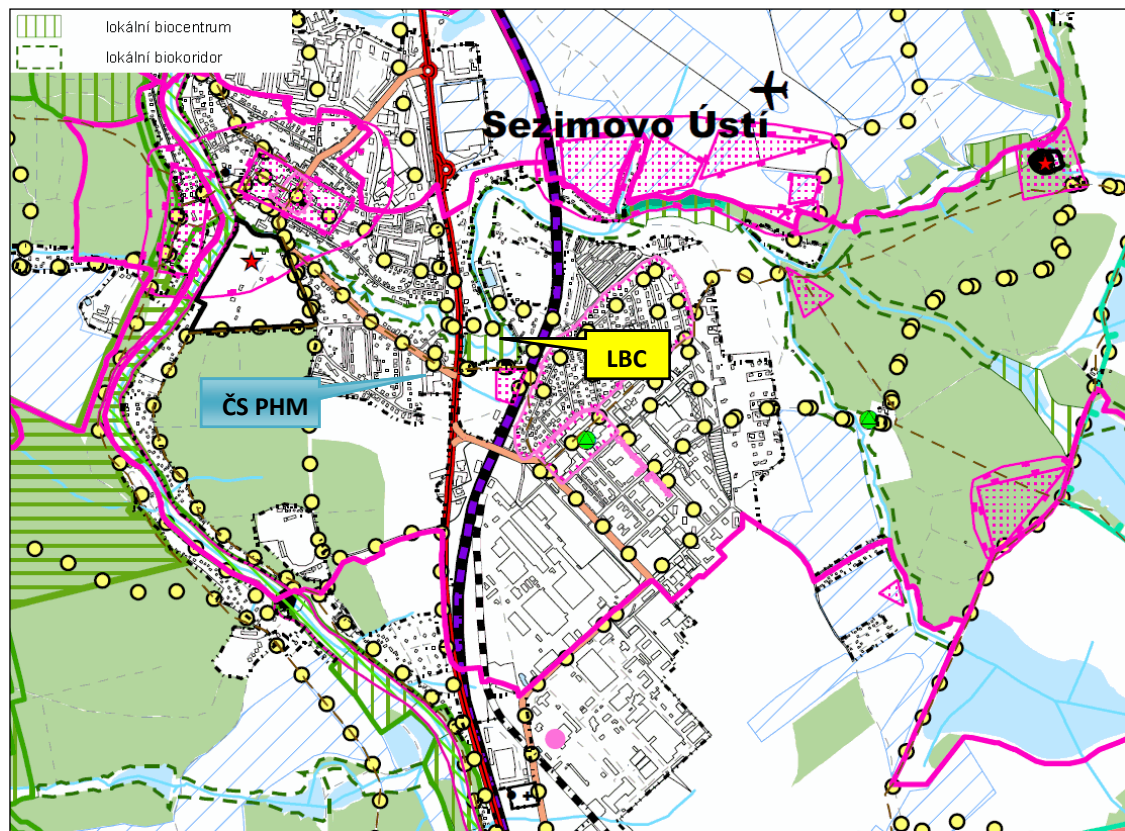 lokální biocentrum
lokální biokoridor
Sezimovo Ústí
LBC
ČS PHM